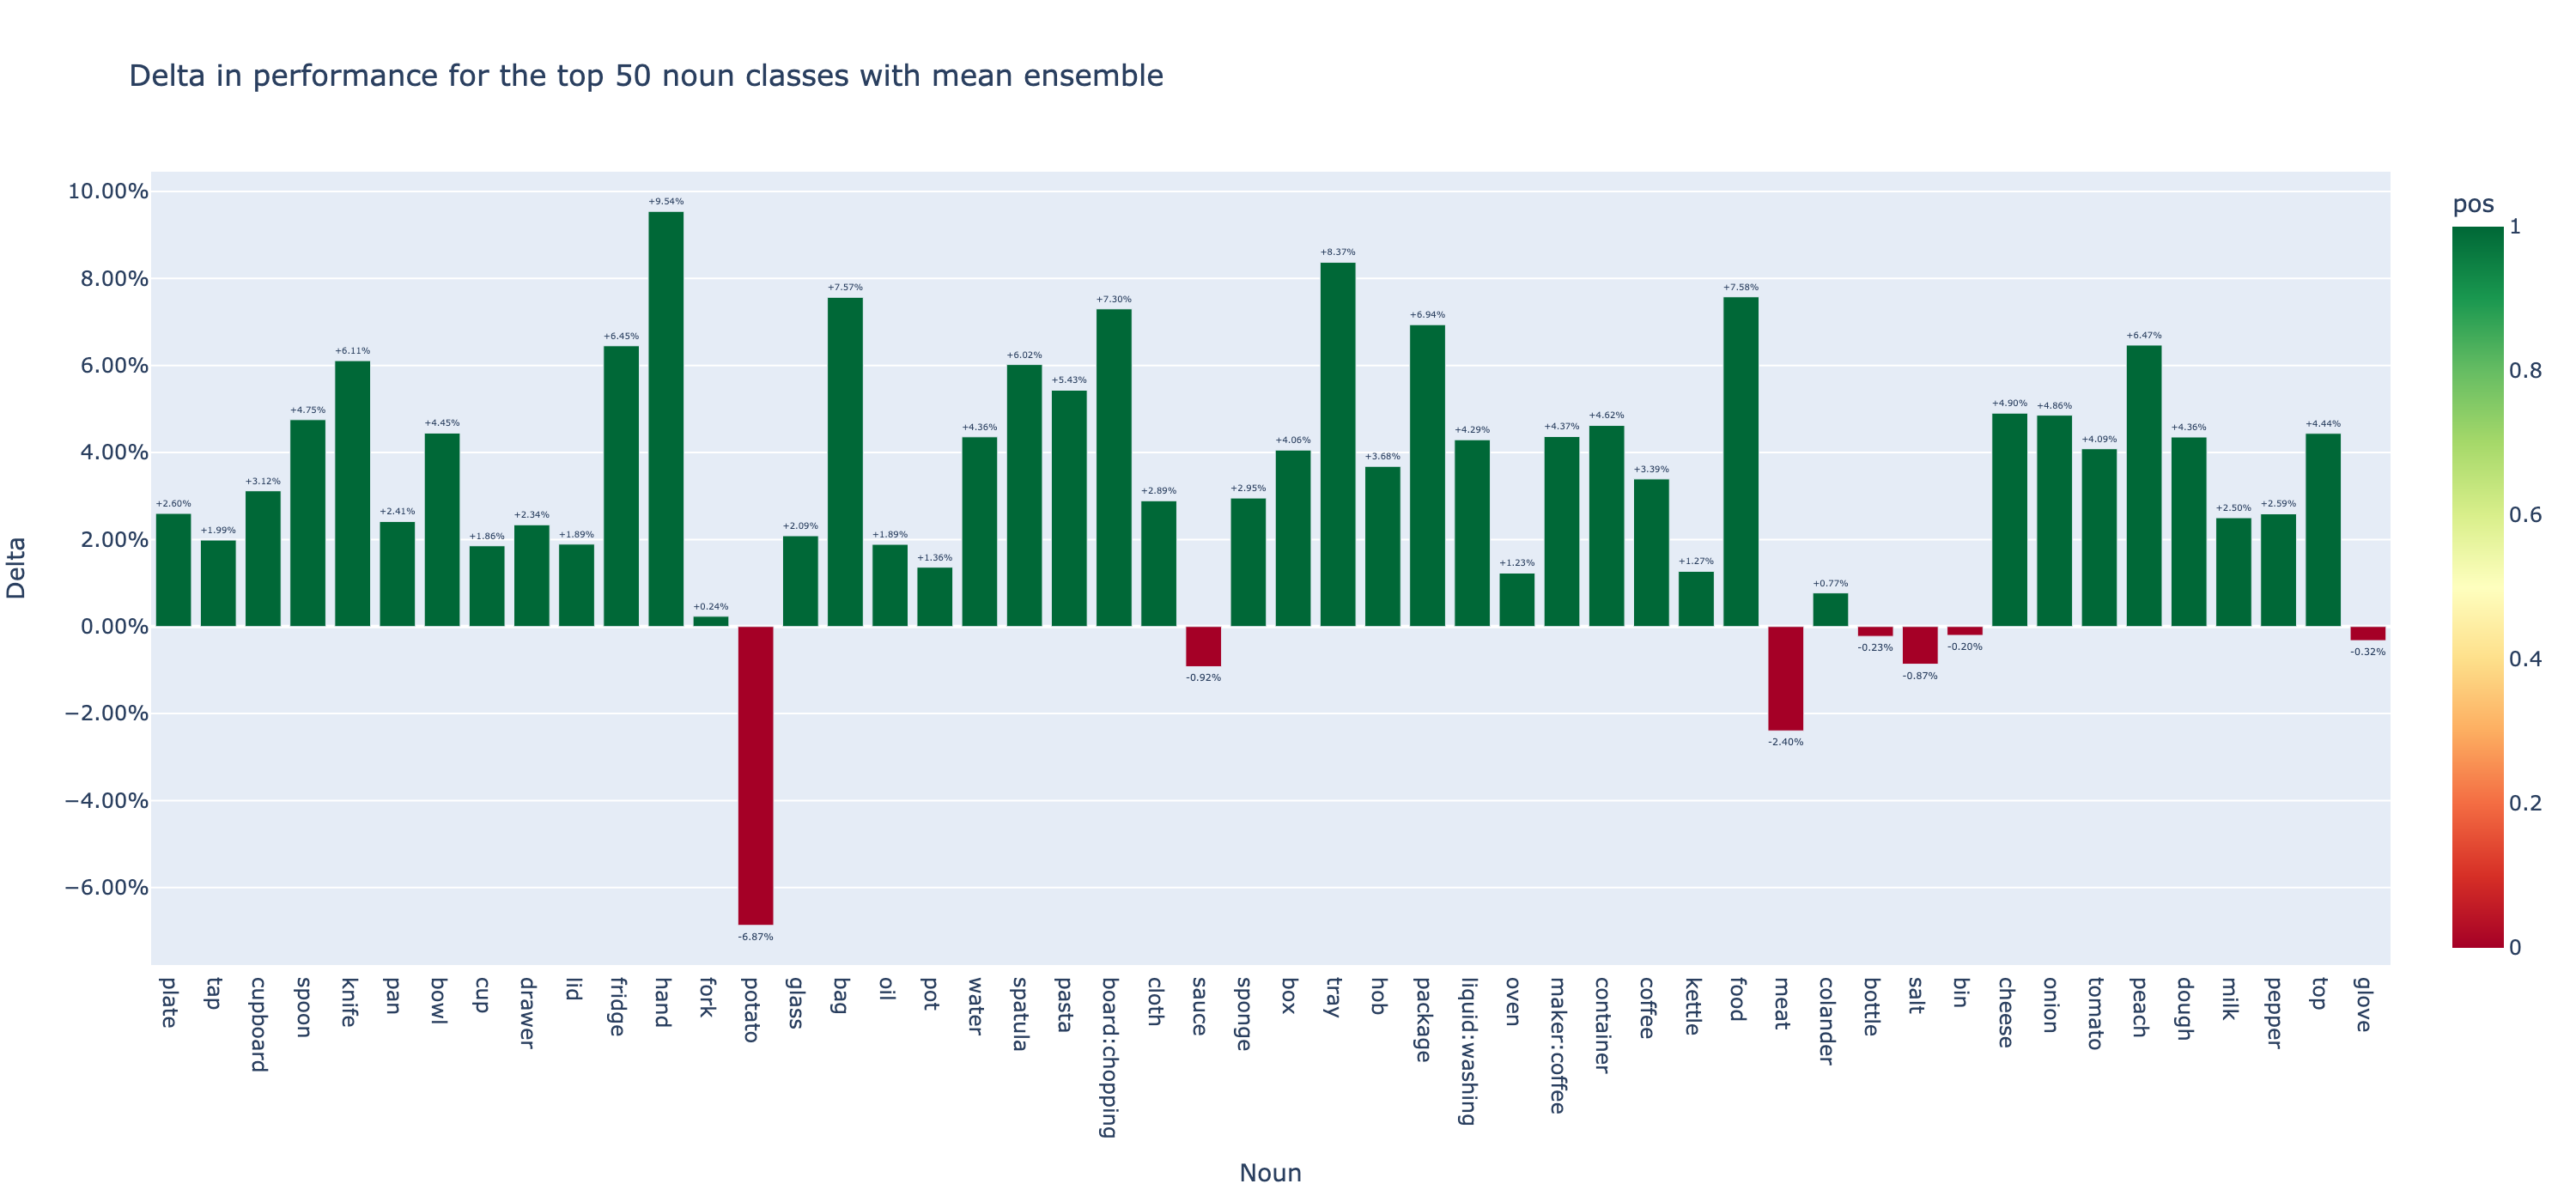 Delta in performance for the top 50 noun classes with mean ensemble
Delta
10.00%
8.00%
6.00%
4.00%
2.00%
0.00%
−2.00%
−4.00%
−6.00%
+2.60%
+1.99%
+3.12%
+4.75%
+6.11%
+2.41%
+4.45%
+1.86%
+2.34%
+1.89%
+6.45%
+9.54%
+0.24%
-6.87%
+2.09%
+7.57%
+1.89%
+1.36%
+4.36%
+6.02%
+5.43%
+7.30%
+2.89%
-0.92%
+2.95%
+4.06%
+8.37%
+3.68%
+6.94%
+4.29%
+1.23%
+4.37%
+4.62%
+3.39%
+1.27%
+7.58%
-2.40%
+0.77%
-0.23%
-0.87%
-0.20%
+4.90%
+4.86%
+4.09%
+6.47%
+4.36%
+2.50%
+2.59%
+4.44%
-0.32%
plate
tap
cupboard
spoon
knife
pan
bowl
cup
drawer
lid
fridge
hand
fork
potato
glass
bag
oil
pot
water
spatula
pasta
board:chopping
cloth
sauce
sponge
box
tray
hob
package
liquid:washing
oven
maker:coffee
container
coffee
kettle
food
meat
colander
bottle
salt
bin
cheese
onion
tomato
peach
dough
milk
pepper
top
glove
Noun
pos
1
0.8
0.6
0.4
0.2
0